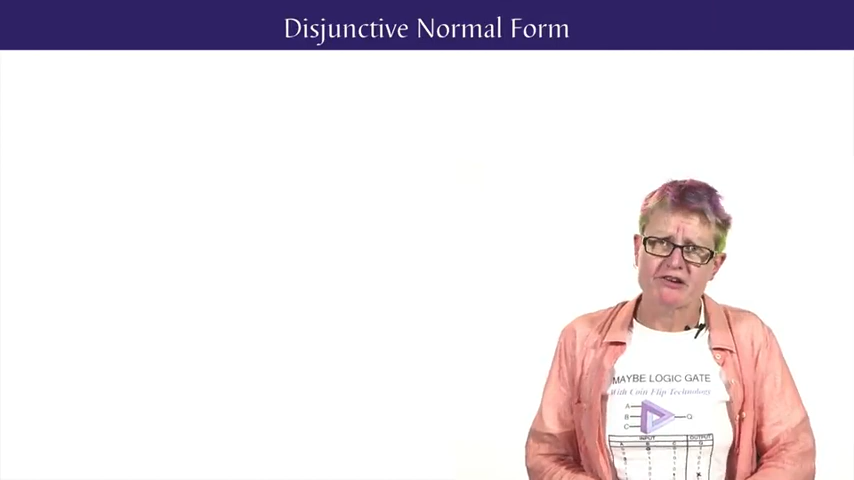 Disjunctive Normal Form
MAYBE LOGIC GATE
With Coin Flip Technology
A
B
Q
C
INPUT OUTPUT
A B C Q